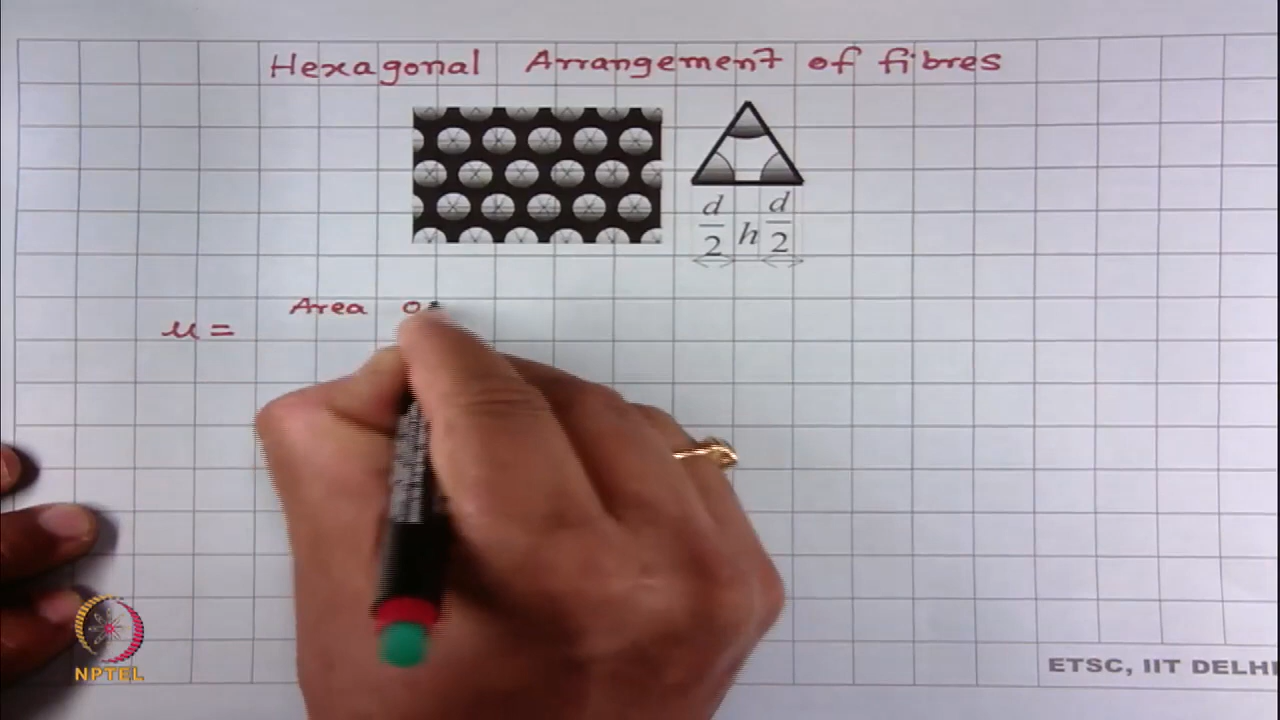 Hexagonal Arrangement of fibres
d d
2 h 2
Area
μ =
NPTEL
ETSC, IIT DELHI